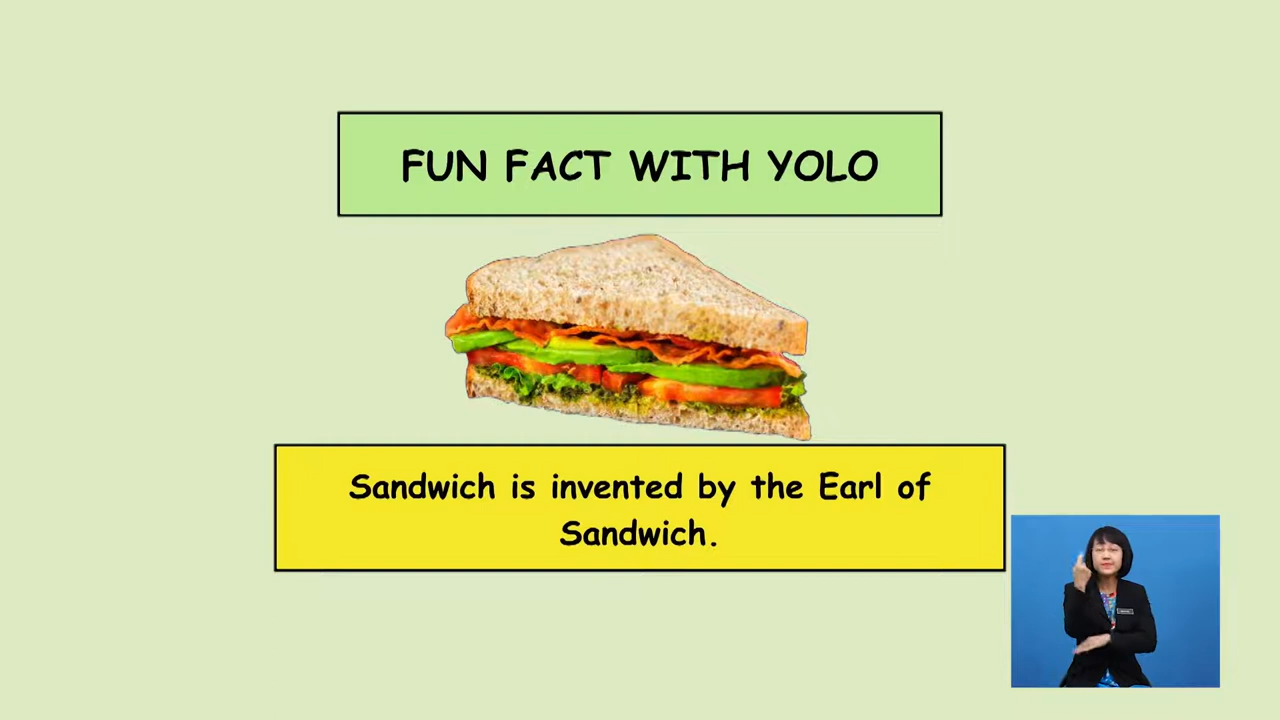 FUN FACT WITH YOLO
Sandwich is invented by the Earl of
Sandwich.